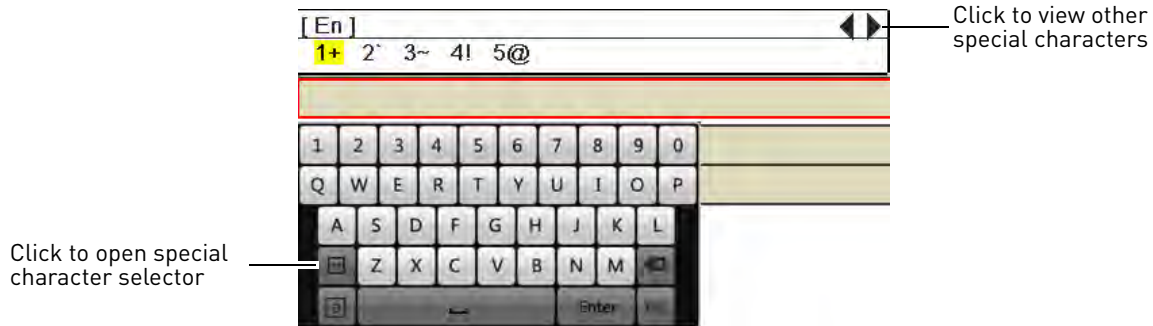 [ En ]
1+ 2` 3~ 4! 5@
Click to view other
special characters
1 2 3 4 5 6 7 8 9 0
Q W E R T Y U I O P
A S D F G H J K L
Click to open special
character selector
Z X C V B N M
Enter